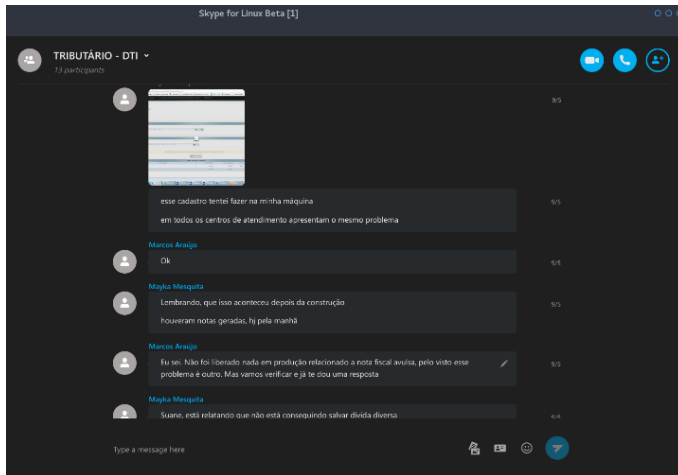 Skype for Linux Beta [1]
TRIBUTÁRIO - DTI
13 participants
9/5
esse cadastro tentei fazer na minha máquina
9/5
em todos os centros de atendimento apresentam o mesmo problema
Marcos Araújo
Ok
9/5
Mayka Mesquita
Lembrando, que isso aconteceu depois da construção
9/5
houveram notas geradas, hj pela manhã
Marcos Araújo
Eu sei. Não foi liberado nada em produção relacionado a nota fiscal avulsa, pelo visto esse
problema é outro. Mas vamos verificar e já te dou uma resposta
9/5
Mayka Mesquita
Suane, está relatando que não está conseguindo salvar divida diversa
Type a message here